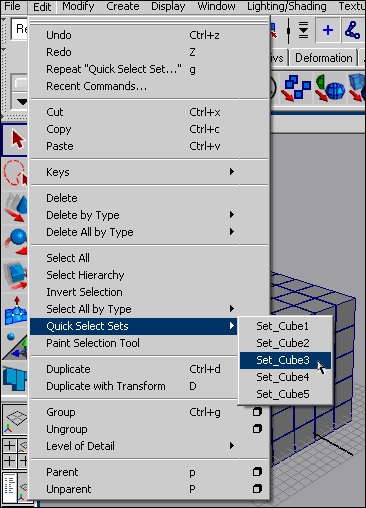 File Edit Modify Create Display Window Lighting/Shading Textu
Re
Undo Ctrl+z
Redo Z
Repeat "Quick Select Set..." g
Recent Commands...
ivs Deformation
Cut Ctrl+x
Copy Ctrl+c
Paste Ctrl+v
Keys
Delete
Delete by Type
Delete All by Type
Select All
Select Hierarchy
Invert Selection
Select All by Type
Quick Select Sets Set_Cube1
Paint Selection Tool Set_Cube2
Set_Cube3
Duplicate Ctrl+d Set_Cube4
Duplicate with Transform D Set_Cube5
Group Ctrl+g
Ungroup
Level of Detail
Parent p
Unparent P